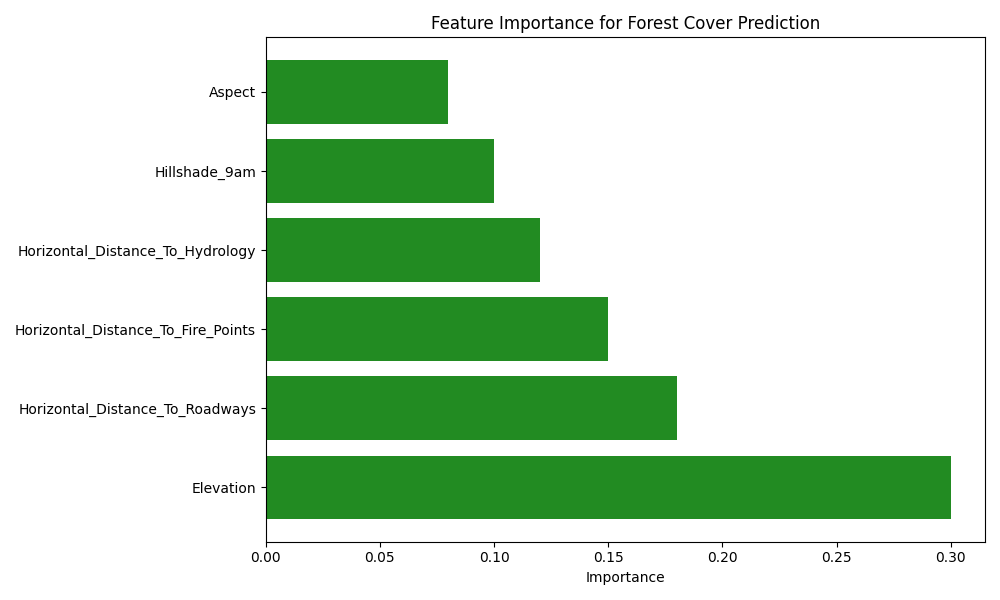 Feature Importance for Forest Cover Prediction
Aspect
Hillshade_9am
Horizontal_Distance_To_Hydrology
Horizontal_Distance_To_Fire_Points
Horizontal_Distance_To_Roadways
Elevation
0.00 0.05 0.10 0.15 0.20 0.25 0.30
Importance